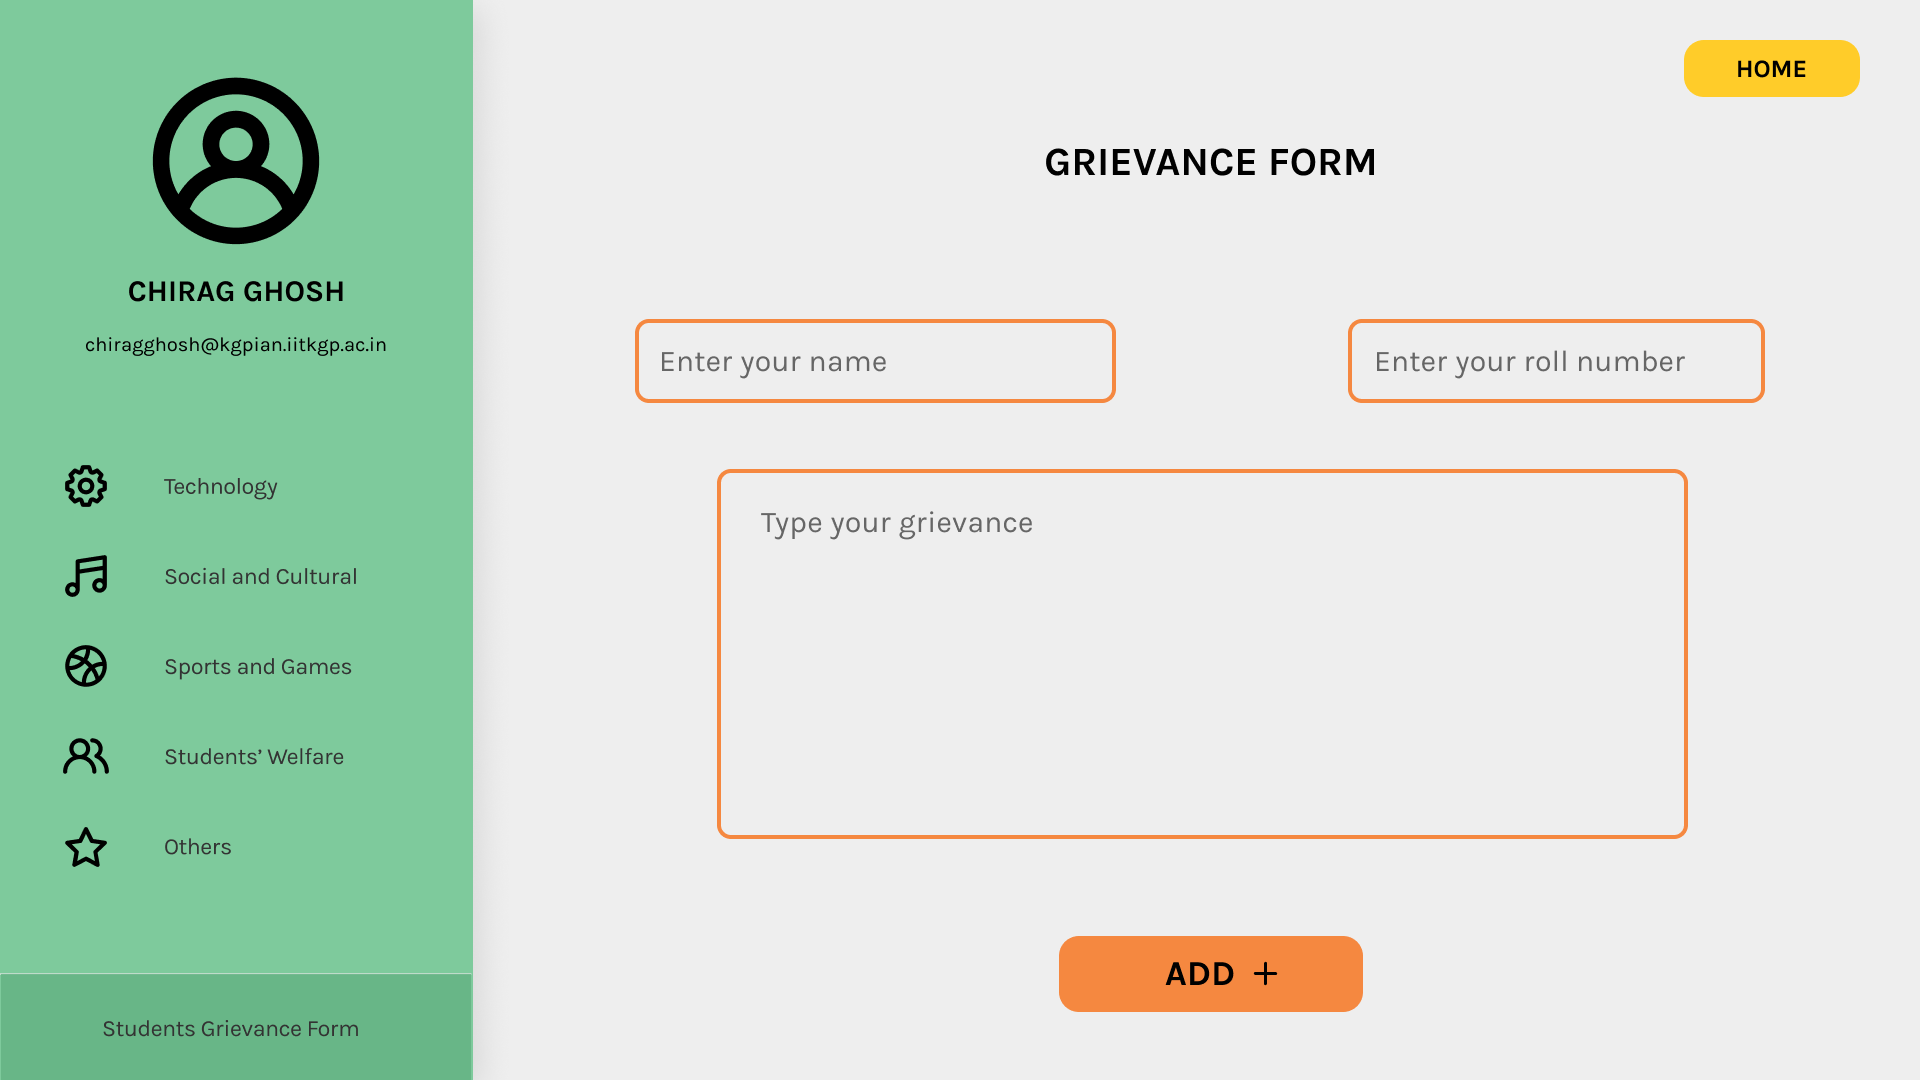 CHIRAG GHOSH
chiragghosh@kgpian.iitkgp.ac.in
Technology
Social and Cultural
Sports and Games
Students’ Welfare
Others
Students Grievance Form
HOME
GRIEVANCE FORM
Enter your name
Enter your roll number
Type your grievance
ADD +